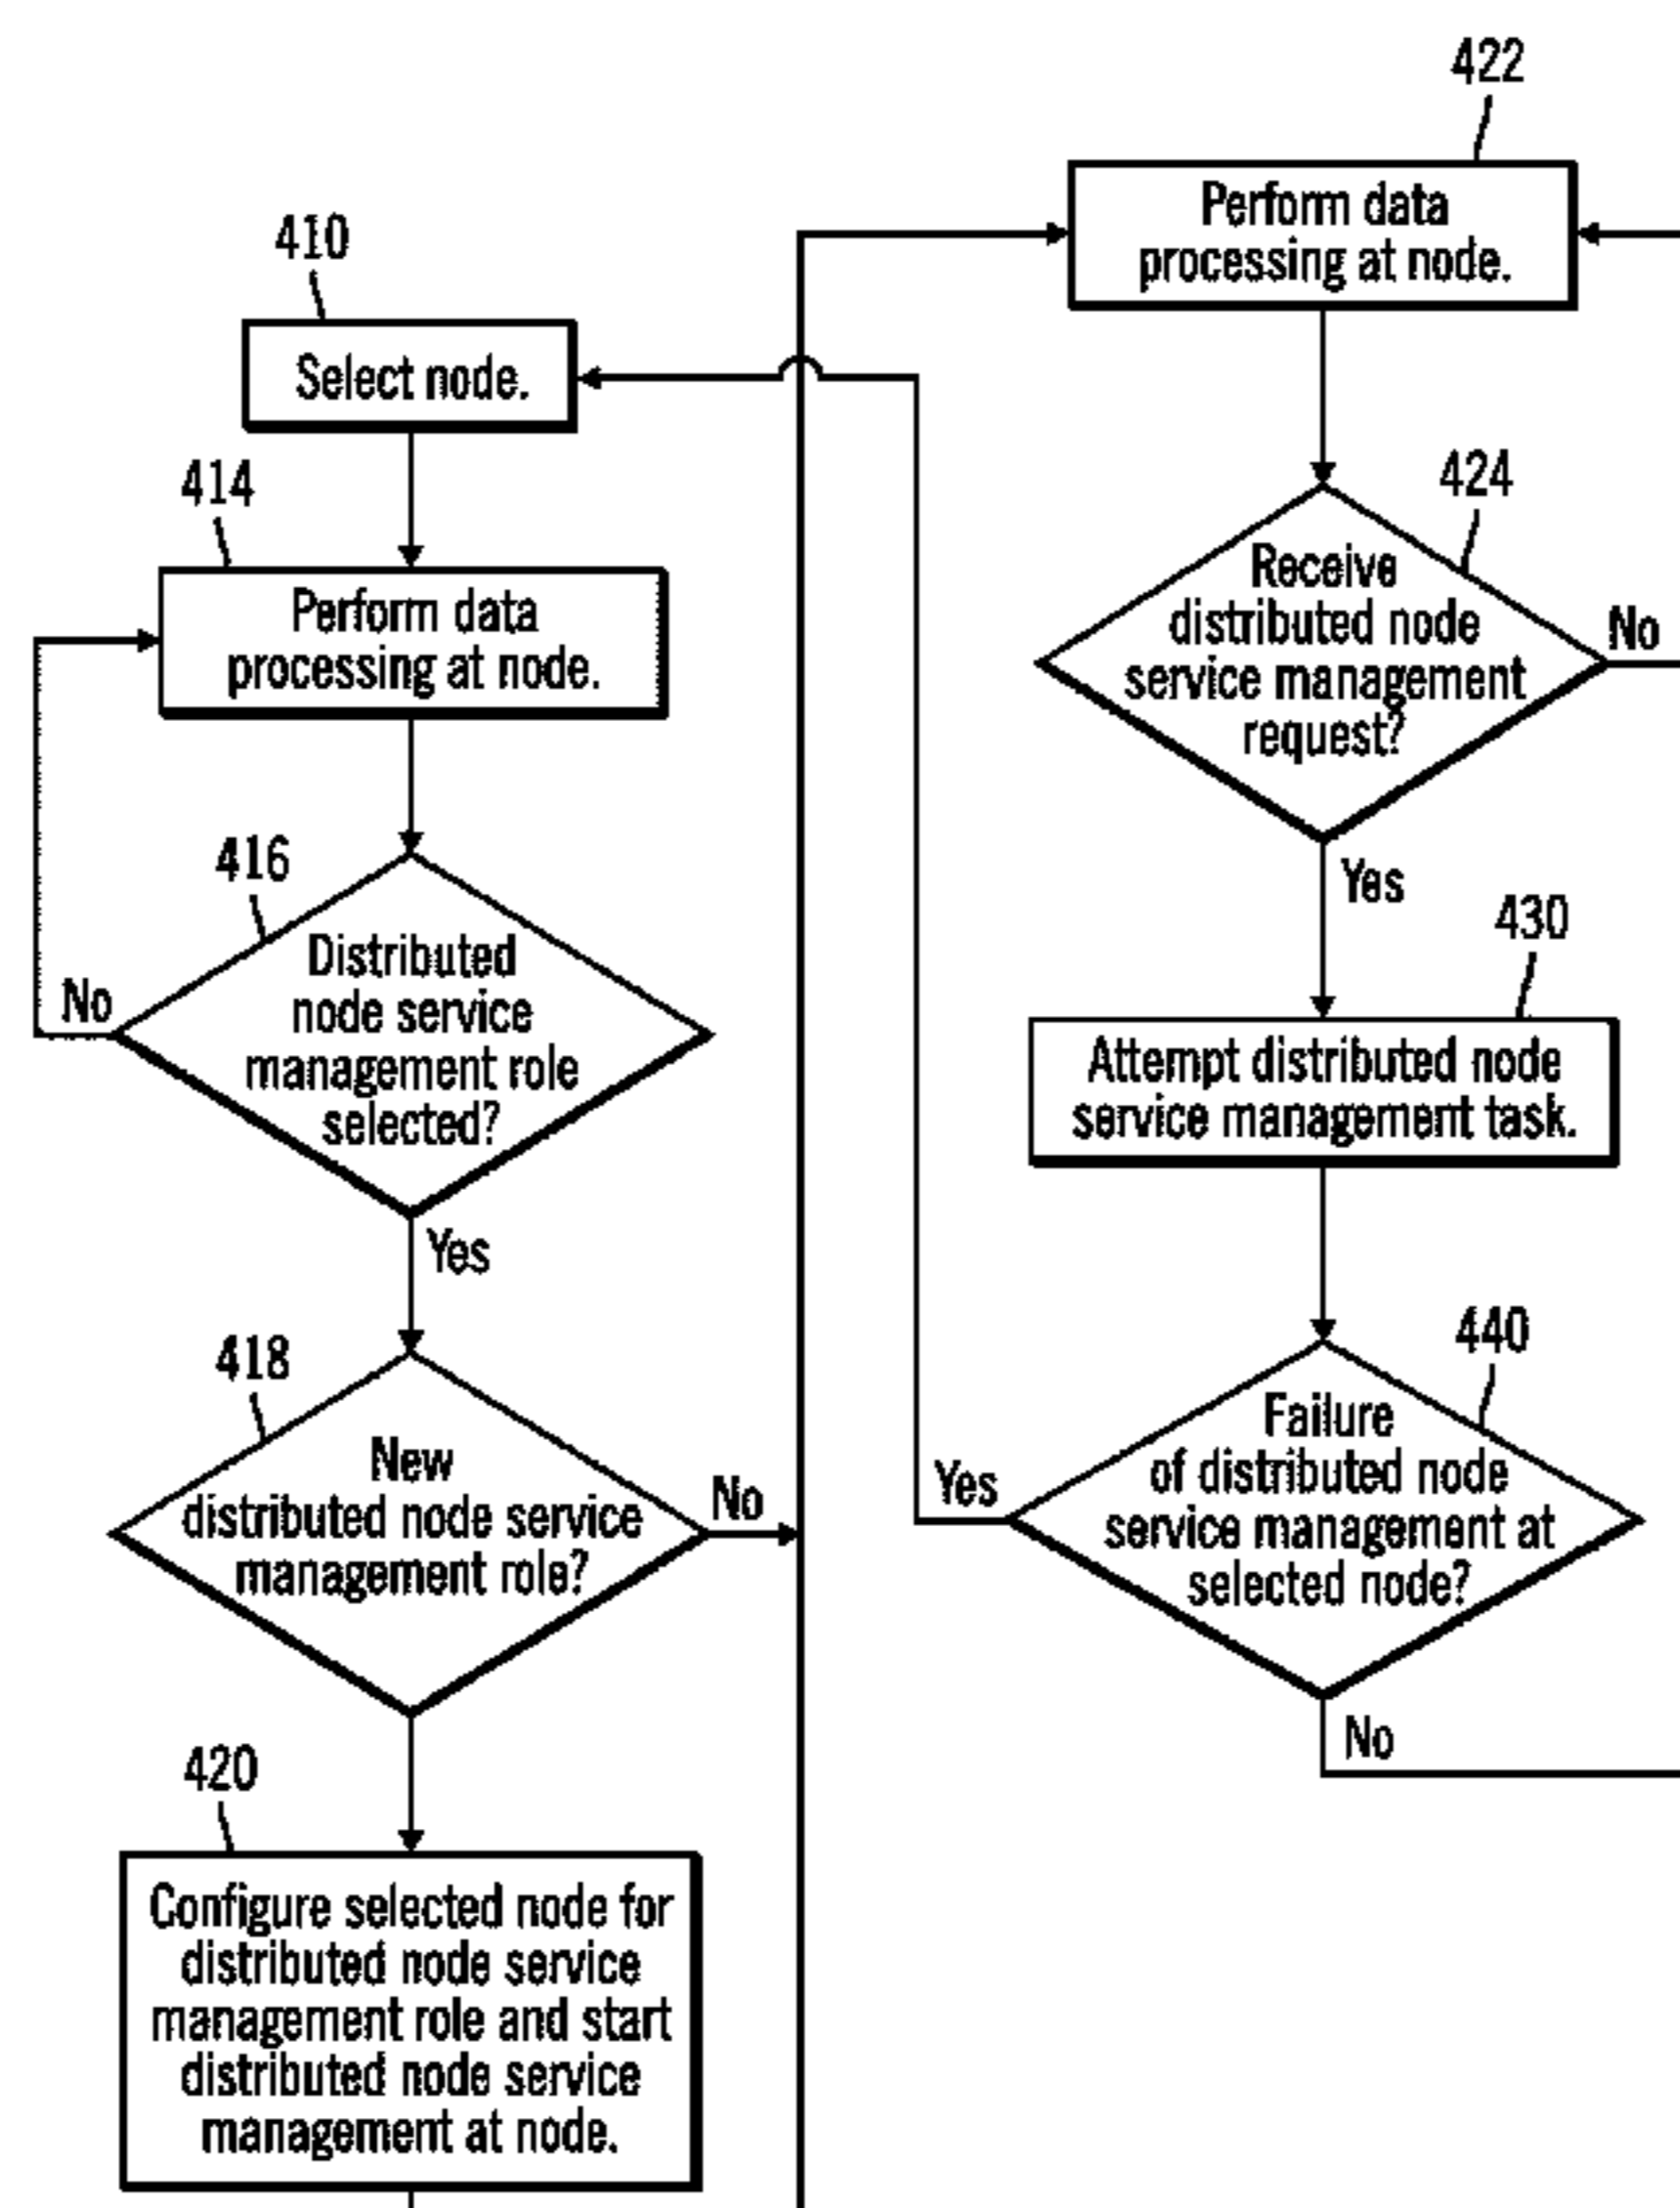 410
Select node.
414
Perform data
processing at node.
416
Distributed
node service
management role
selected?
No
Yes
418
New
distributed node service
management role?
No
420
Configure selected node for
distributed node service
management role and start
distributed node service
management at node.
422
Perform data
processing at node.
424
Receive
distributed node
service management
request?
No
Yes
430
Attempt distributed node
service management task.
440
Failure
of distributed node
service management at
selected node?
Yes
No